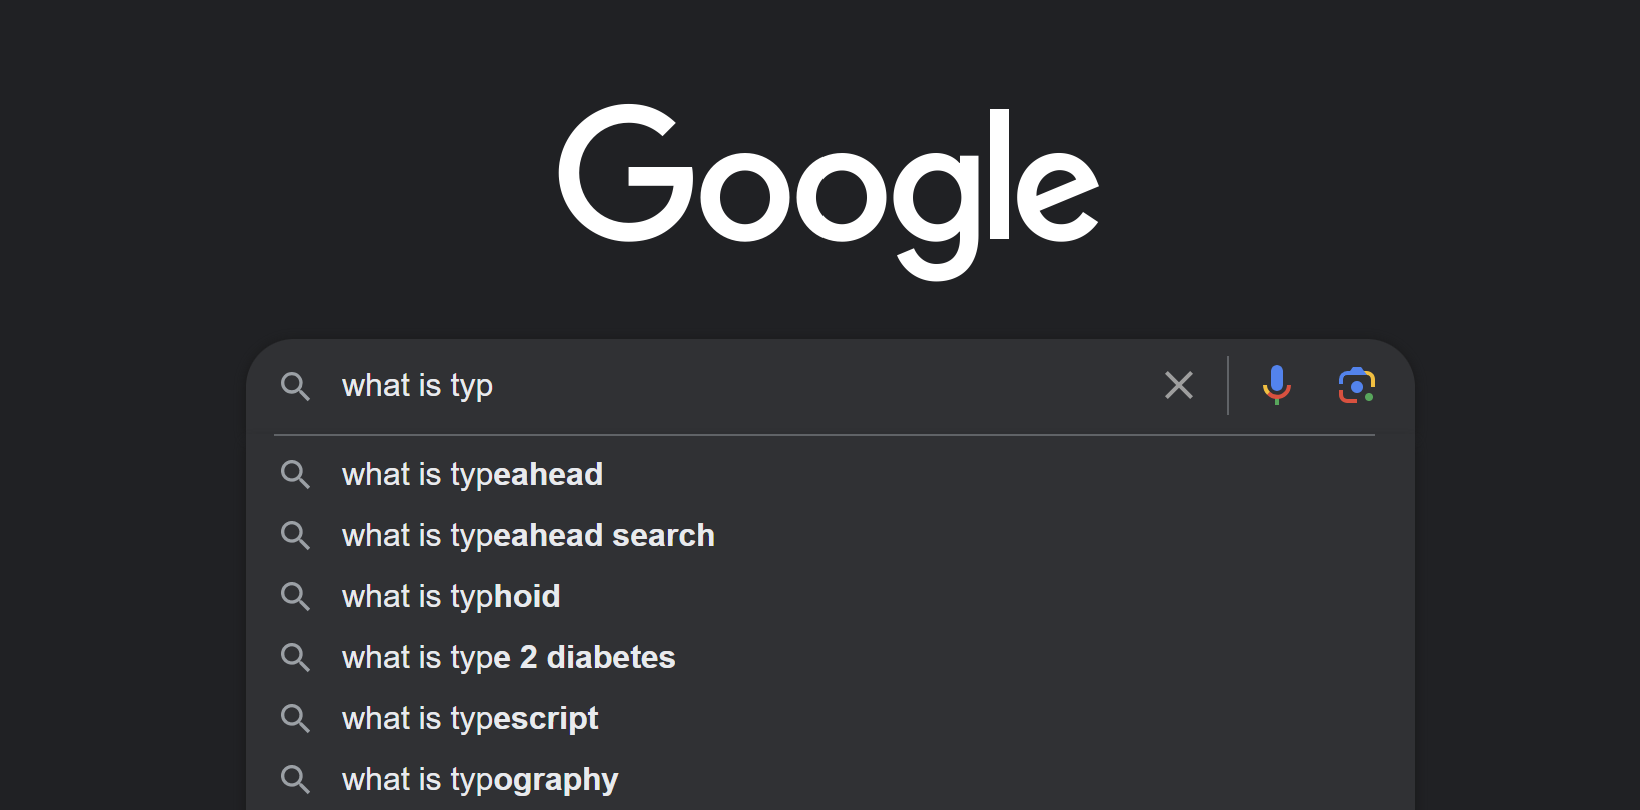 Google
what is typ
what is typeahead
what is typeahead search
what is typhoid
what is type 2 diabetes
what is typescript
what is typography